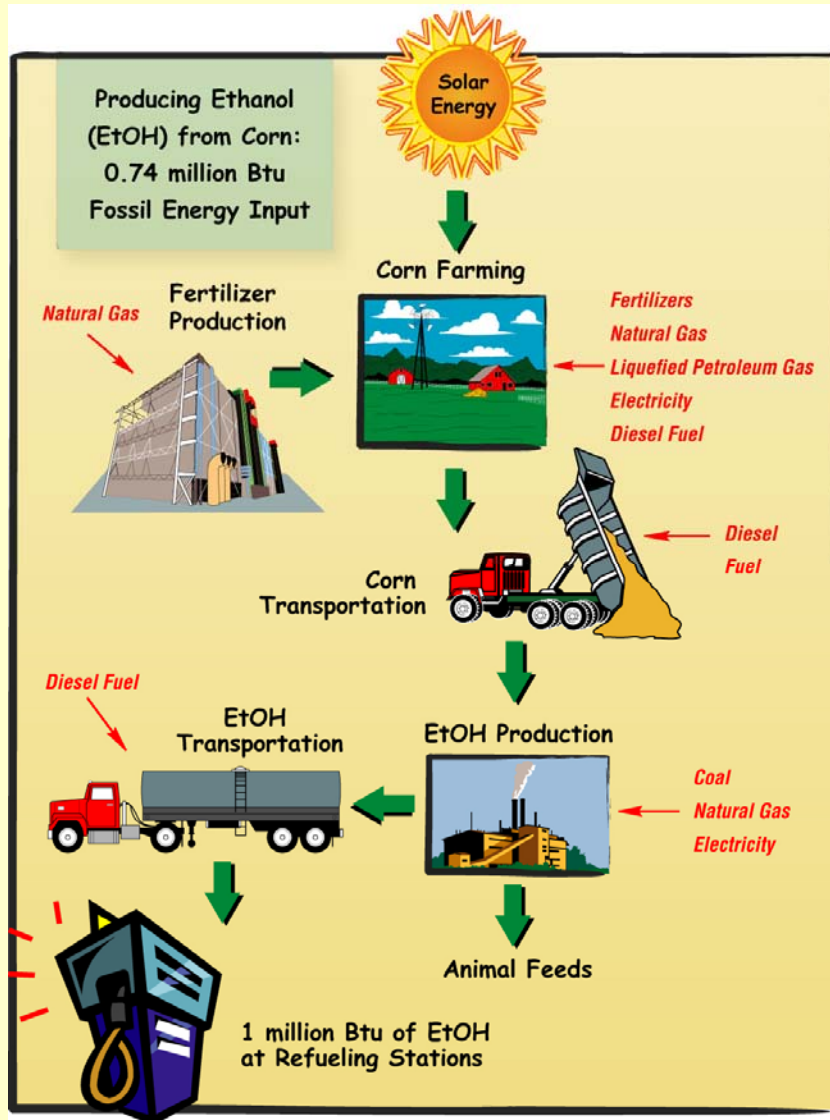 Solar
Energy
Producing Ethanol
(EtOH) from Corn:
0.74 million Btu
Fossil Energy Input
Corn Farming
Fertilizer
Production
Natural Gas
Fertilizers
Natural Gas
Liquefied Petroleum Gas
Electricity
Diesel Fuel
Corn
Transportation
Diesel
Fuel
Diesel Fuel
EtOH
Transportation
EtOH Production
Coal
Natural Gas
Electricity
Animal Feeds
1 million Btu of EtOH
at Refueling Stations